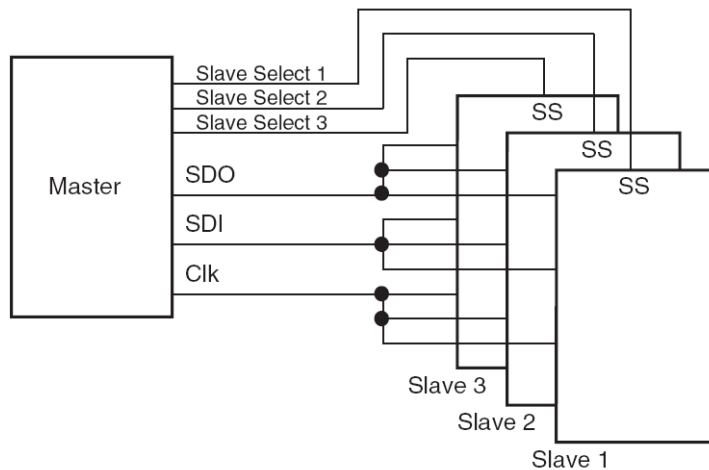 Slave Select 1
Slave Select 2
Slave Select 3
SS
SS
SS
Master
SDO
SDI
Clk
Slave 3
Slave 2
Slave 1